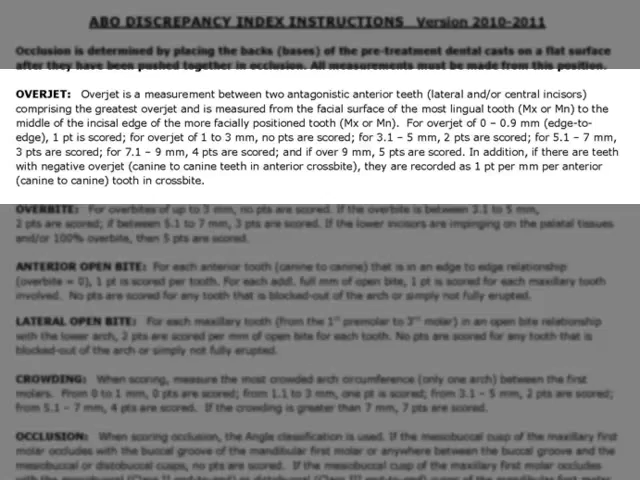 ABO DISCREPANCY INDEX INSTRUCTIONS Version 2010-2011
Occlusion is determined by placing the backs (bases) of the pre-treatment dental casts on a flat surface
after they have been pushed together in occlusion. All measurements must be made from this position.
OVERJET: Overjet is a measurement between two antagonistic anterior teeth (lateral and/or central incisors)
comprising the greatest overjet and is measured from the facial surface of the most lingual tooth (Mx or Mn) to the
middle of the incisal edge of the more facially positioned tooth (Mx or Mn). For overjet of 0 – 0.9 mm (edge-to-
edge), 1 pt is scored; for overjet of 1 to 3 mm, no pts are scored; for 3.1 – 5 mm, 2 pts are scored; for 5.1 – 7 mm,
3 pts are scored; for 7.1 – 9 mm, 4 pts are scored; and if over 9 mm, 5 pts are scored. In addition, if there are teeth
with negative overjet (canine to canine teeth in anterior crossbite), they are recorded as 1 pt per mm per anterior
(canine to canine) tooth in crossbite.
OVERBITE: For overbites of up to 3 mm, no pts are scored. If the overbite is between 3.1 to 5 mm,
2 pts are scored; if between 5.1 to 7 mm, 3 pts are scored. If the lower incisors are impinging on the palatal tissues
and/or 100% overbite, then 5 pts are scored.
ANTERIOR OPEN BITE: For each anterior tooth (canine to canine) that is in an edge to edge relationship
(overbite = 0), 1 pt is scored per tooth. For each addl. full mm of open bite, 1 pt is scored for each maxillary tooth
involved. No pts are scored for any tooth that is blocked-out of the arch or simply not fully erupted.
LATERAL OPEN BITE: For each maxillary tooth (from the 1st premolar to 3rd molar) in an open bite relationship
with the lower arch, 2 pts are scored per mm of open bite for each tooth. No pts are scored for any tooth that is
blocked-out of the arch or simply not fully erupted.
CROWDING: When scoring, measure the most crowded arch circumference (only one arch) between the first
molars. From 0 to 1 mm, 0 pts are scored; from 1.1 to 3 mm, one pt is scored; from 3.1 – 5 mm, 2 pts are scored;
from 5.1 – 7 mm, 4 pts are scored. If the crowding is greater than 7 mm, 7 pts are scored.
OCCLUSION: When scoring occlusion, the Angle classification is used. If the mesobuccal cusp of the maxillary first
molar occludes with the buccal groove of the mandibular first molar or anywhere between the buccal groove and the
mesobuccal or distobuccal cusps, no pts are scored. If the mesobuccal cusp of the maxillary first molar occludes